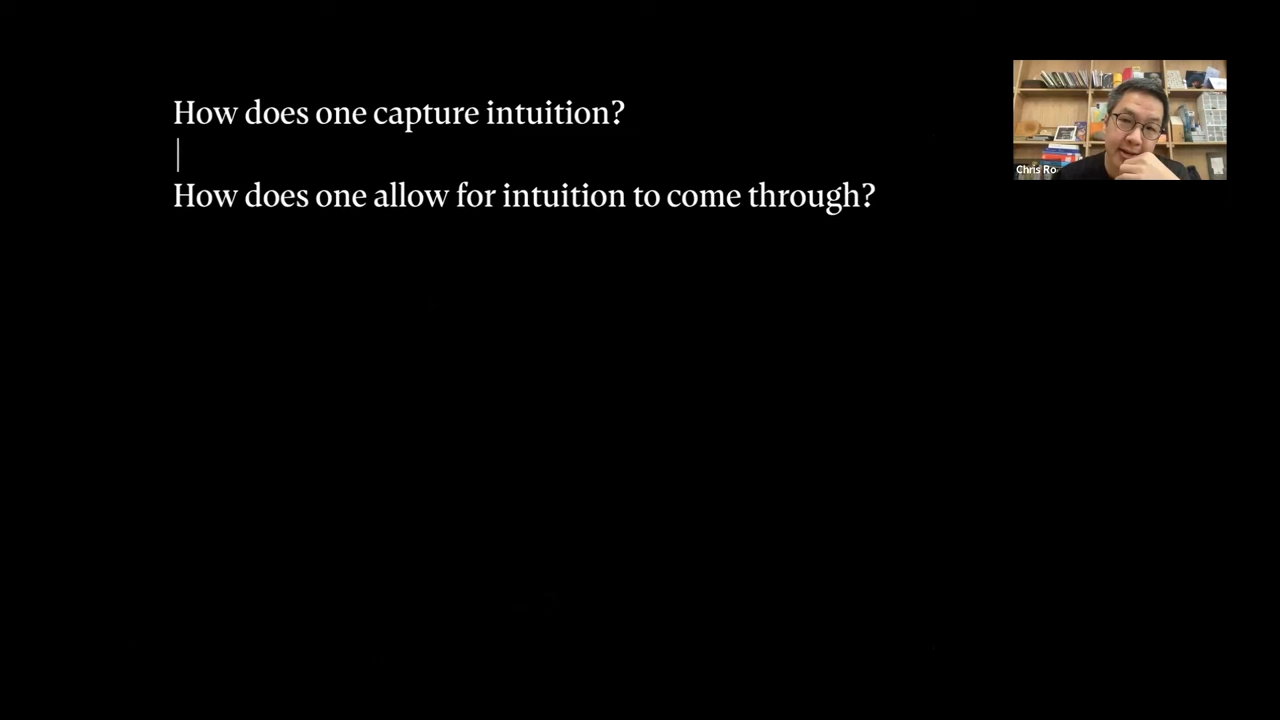 How does one capture intuition?
|
How does one allow for intuition to come through?
Chris Ro